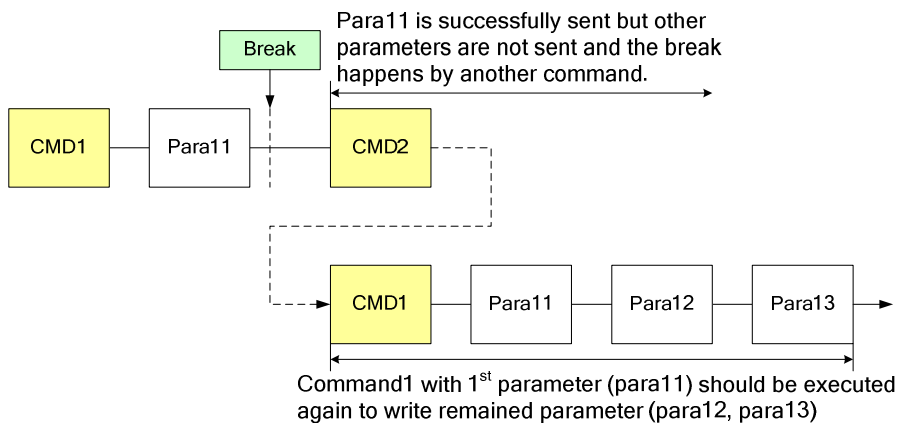 Para11 is successfully sent but other
parameters are not sent and the break
happens by another command.
Break
CMD1
Para11
CMD2
CMD1
Para11
Para12
Para13
Command1 with 1st parameter (para11) should be executed
again to write remained parameter (para12, para13)